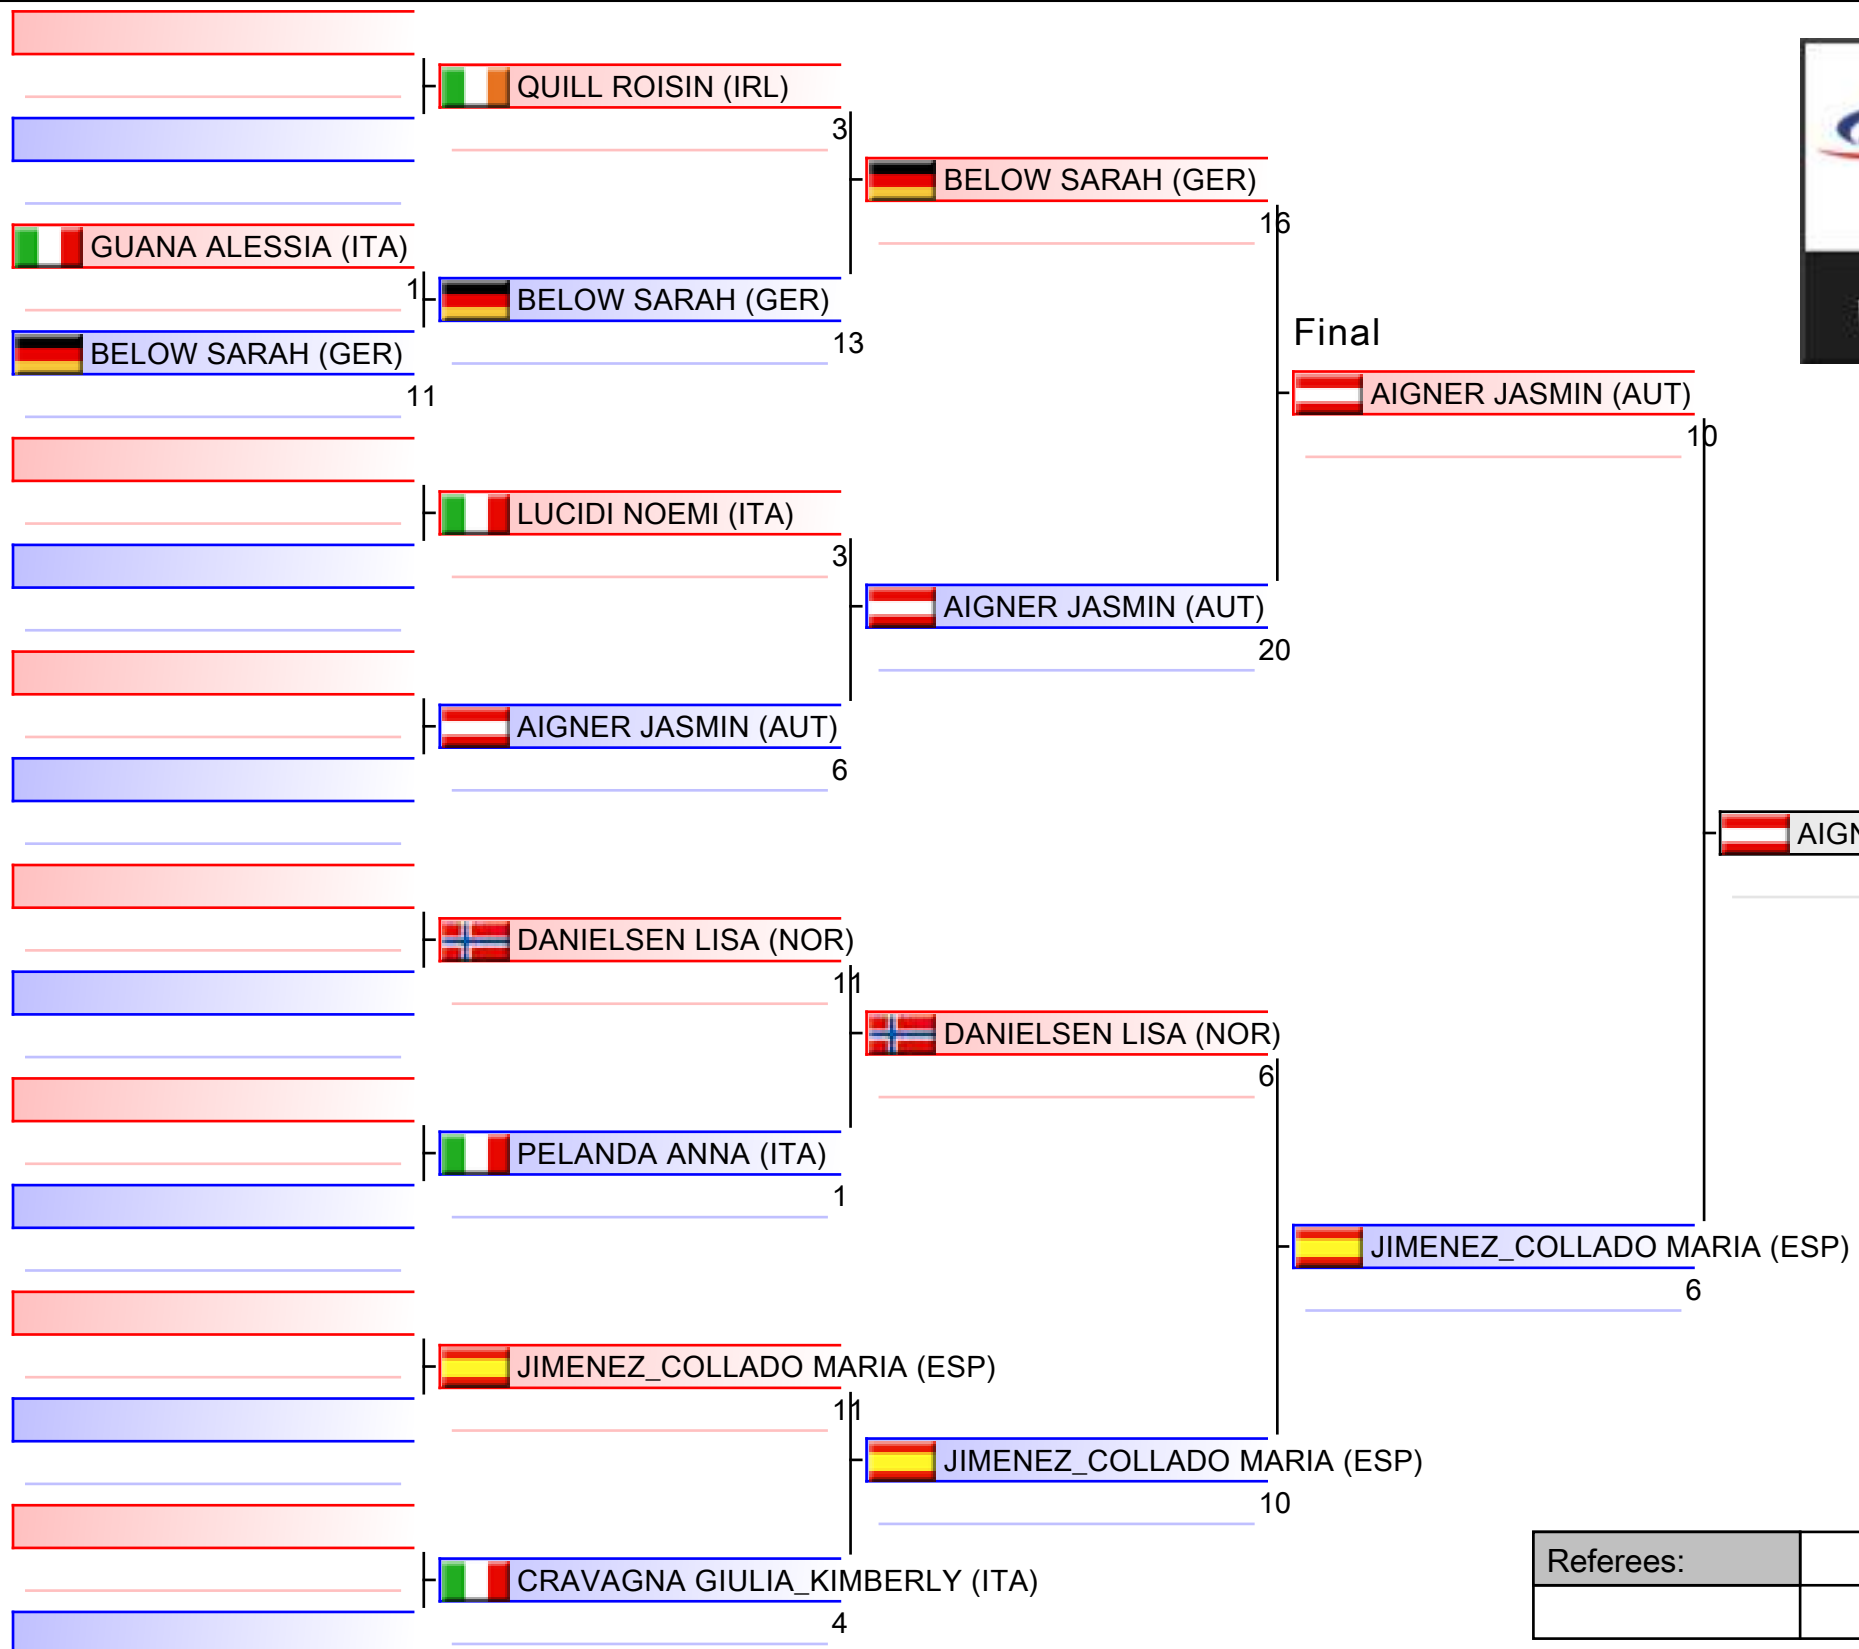 QUILL ROISIN (IRL)
3
BELOW SARAH (GER)
16
GUANA ALESSIA (ITA)
1
BELOW SARAH (GER)
13
BELOW SARAH (GER)
11
Final
AIGNER JASMIN (AUT)
10
LUCIDI NOEMI (ITA)
3
AIGNER JASMIN (AUT)
20
AIGNER JASMIN (AUT)
6
AIGN
DANIELSEN LISA (NOR)
11
DANIELSEN LISA (NOR)
6
PELANDA ANNA (ITA)
1
JIMENEZ_COLLADO MARIA (ESP)
6
JIMENEZ_COLLADO MARIA (ESP)
11
JIMENEZ_COLLADO MARIA (ESP)
10
CRAVAGNA GIULIA_KIMBERLY (ITA)
4
Referees: